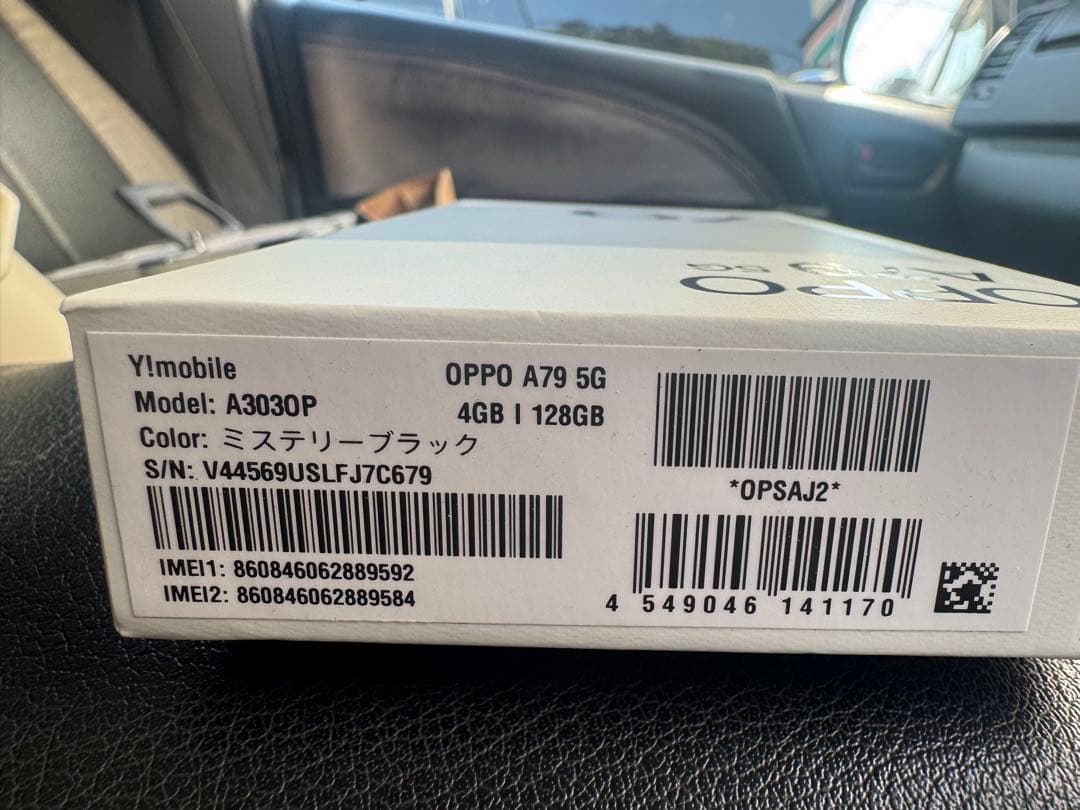 OPPO
A79 5G
Y!mobile
OPPO A79 5G
Model: A303OP
4GB | 128GB
Color: ミステリーブラック
S/N: V44569USLFJ7C679
*OPSAJ2*
IMEI1: 860846062889592
IMEI2: 860846062889584
4 549046 141170